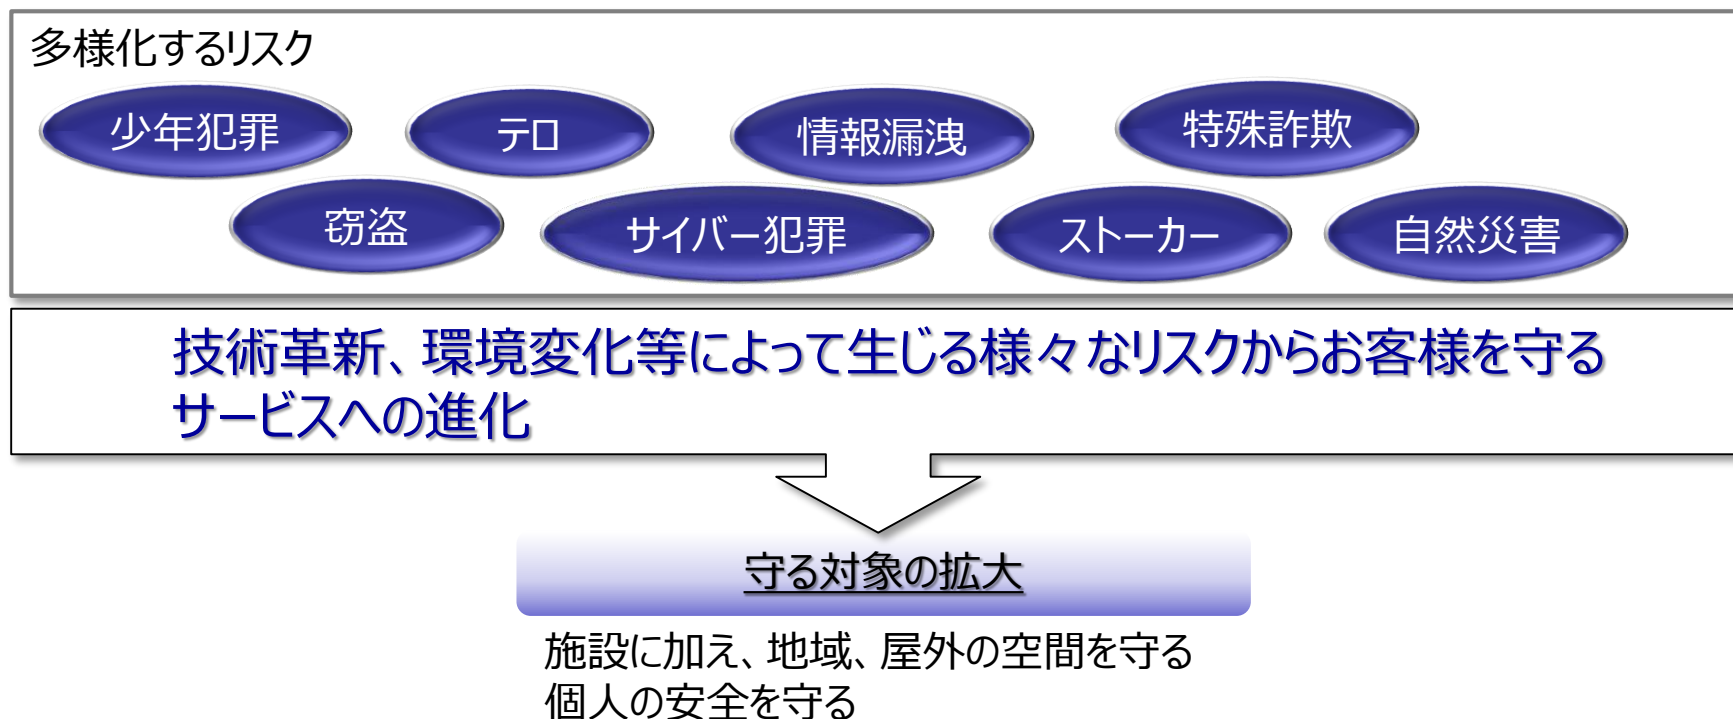 多様化するリスク
少年犯罪
テロ
情報漏洩
特殊詐欺
窃盗
サイバー犯罪
ストーカー
自然災害
技術革新、環境変化等によって生じる様々なリスクからお客様を守る
サービスへの進化
守る対象の拡大
施設に加え、地域、屋外の空間を守る
個人の安全を守る